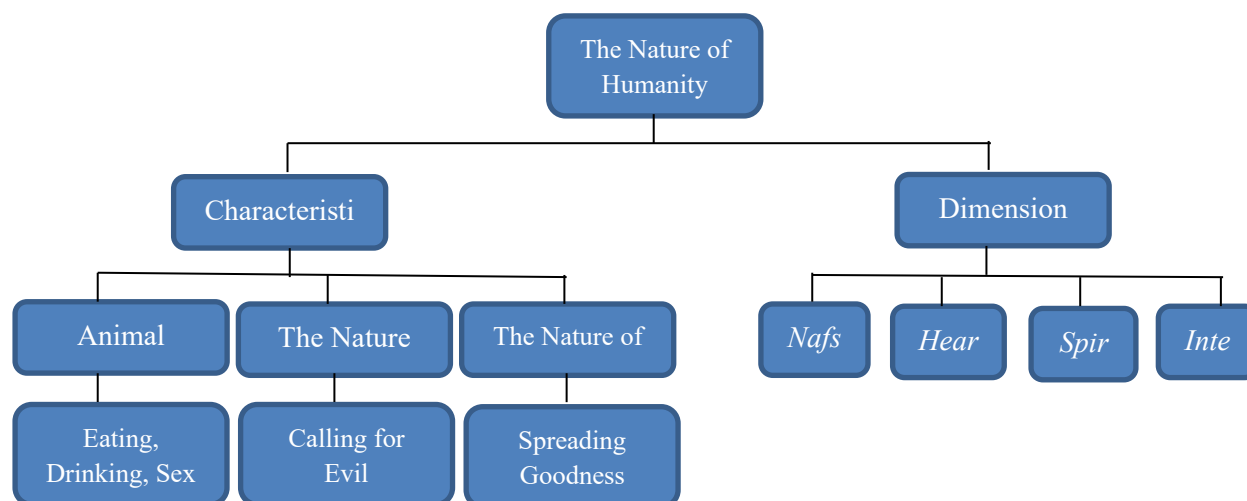 The Nature of
Humanity
Characteristi
Dimension
Animal
The Nature
The Nature of
Nafs
Hear
Spir
Inte
Eating,
Drinking, Sex
Calling for
Evil
Spreading
Goodness